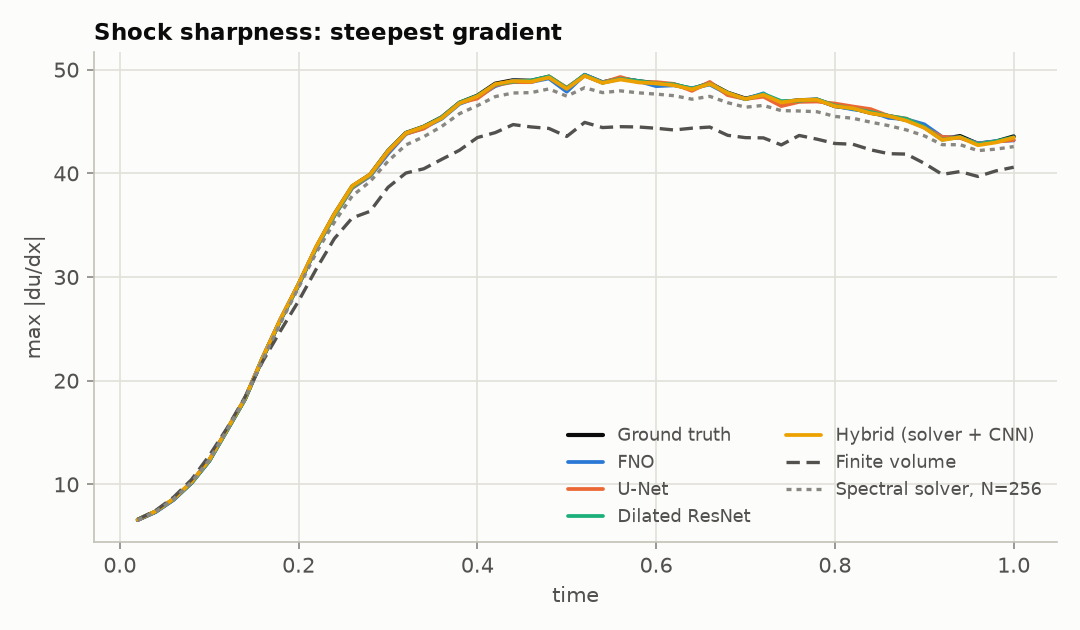 Shock sharpness: steepest gradient
max |du/dx|
50
40
30
20
10
Ground truth
FNO
U-Net
Dilated ResNet
Hybrid (solver + CNN)
Finite volume
Spectral solver, N=256
0.0 0.2 0.4 0.6 0.8 1.0
time